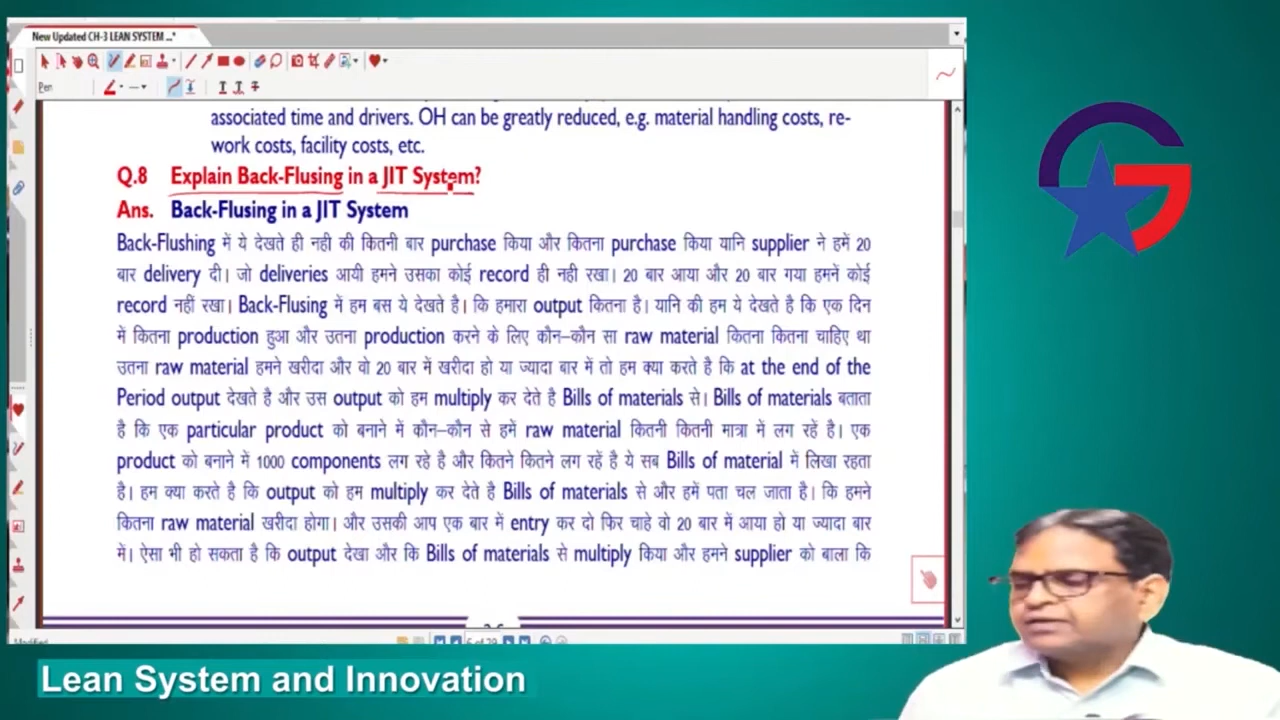 New Updated CH-3 LEAN SYSTEM ...*
Pen
associated time and drivers. OH can be greatly reduced, e.g. material handling costs, re-
work costs, facility costs, etc.
Q.8 Explain Back-Flusing in a JIT System?
Ans. Back-Flusing in a JIT System
Back-Flushing में ये देखते ही नही की कितनी बार purchase किया और कितना purchase किया यानि supplier ने हमें 20
बार delivery दी। जो deliveries आयी हमने उसका कोई record ही नही रखा। 20 बार आया और 20 बार गया हमनें कोई
record नहीं रखा। Back-Flusing में हम बस ये देखते है। कि हमारा output कितना है। यानि की हम ये देखते है कि एक दिन
में कितना production हुआ और उतना production करने के लिए कौन–कौन सा raw material कितना कितना चाहिए था
उतना raw material हमने खरीदा और वो 20 बार में खरीदा हो या ज्यादा बार में तो हम क्या करते है कि at the end of the
Period output देखते है और उस output को हम multiply कर देते है Bills of materials से। Bills of materials बताता
है कि एक particular product को बनाने में कौन–कौन से हमें raw material कितनी कितनी मात्रा में लग रहें है। एक
product को बनाने में 1000 components लग रहे है और कितने कितने लग रहें है ये सब Bills of material में लिखा रहता
है। हम क्या करते है कि output को हम multiply कर देते है Bills of materials से और हमें पता चल जाता है। कि हमने
कितना raw material खरीदा होगा। और उसकी आप एक बार में entry कर दो फिर चाहे वो 20 बार में आया हो या ज्यादा बार
में। ऐसा भी हो सकता है कि output देखा और कि Bills of materials से multiply किया और हमने supplier को बाला कि
Lean System and Innovation